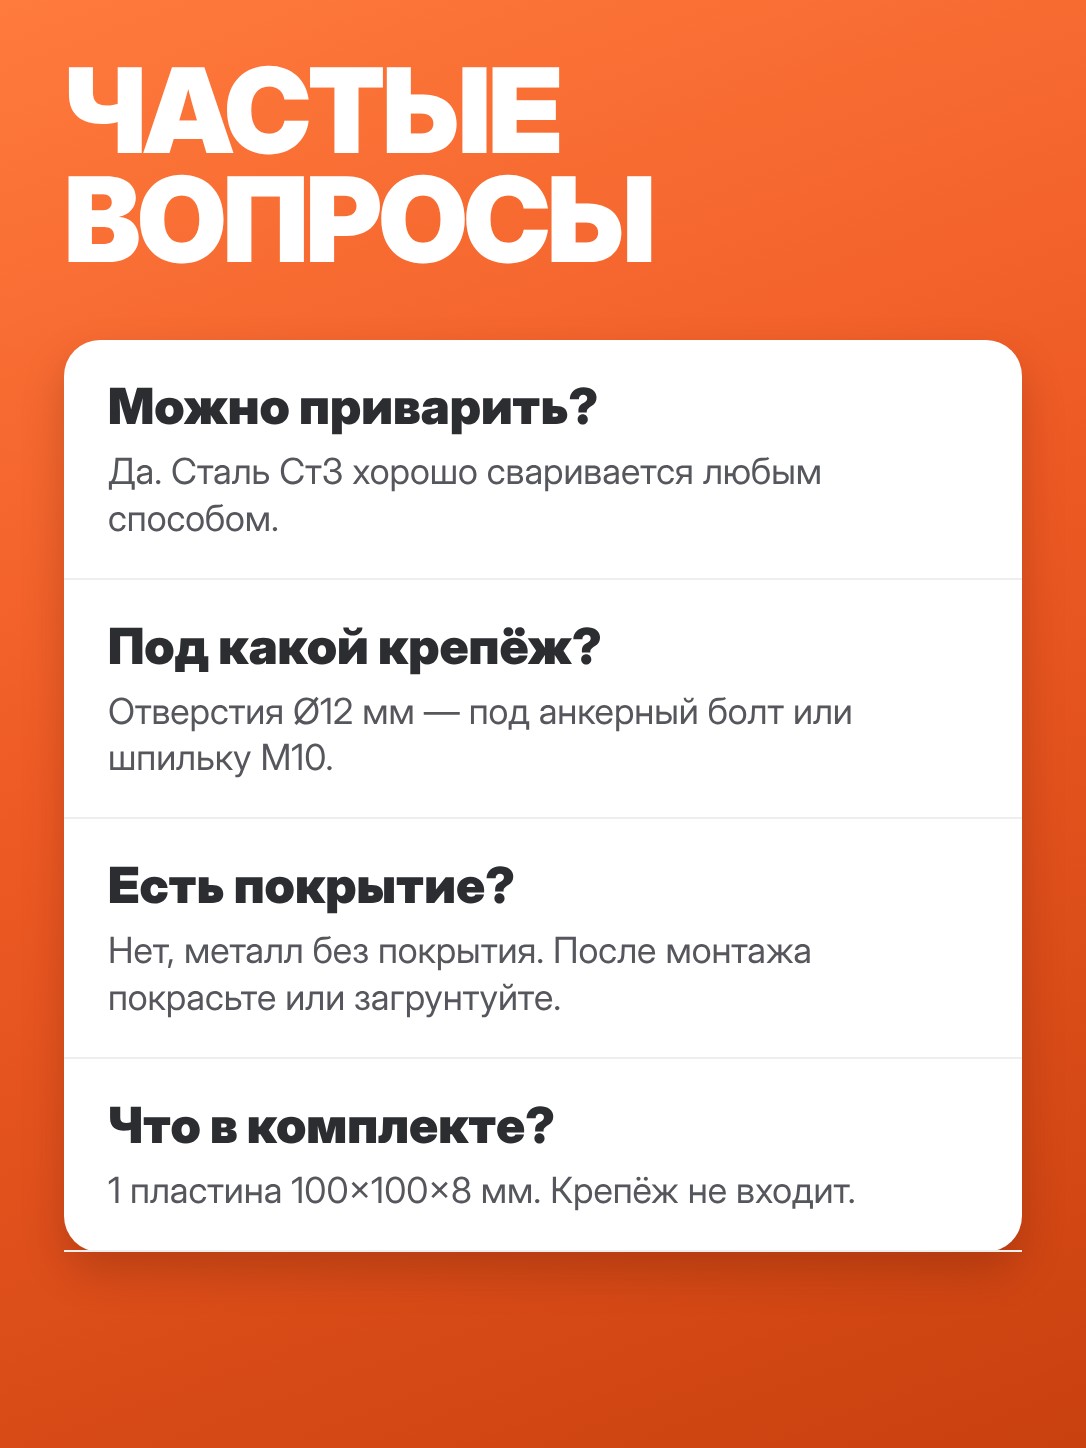 ЧАСТЫЕ
ВОПРОСЫ
Можно приварить?
Да. Сталь Ст3 хорошо сваривается любым
способом.
Под какой крепёж?
Отверстия Ø12 мм — под анкерный болт или
шпильку М10.
Есть покрытие?
Нет, металл без покрытия. После монтажа
покрасьте или загрунтуйте.
Что в комплекте?
1 пластина 100×100×8 мм. Крепёж не входит.